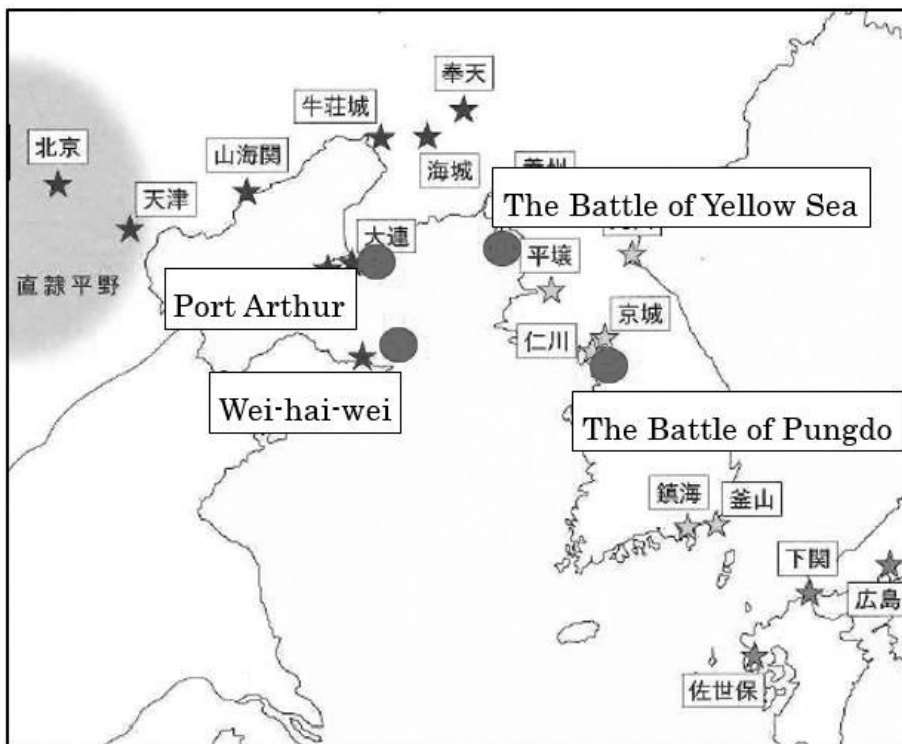 奉天
牛荘城
北京
山海関
海城
天津
The Battle of Yellow Sea
大連
平壌
直隷平野
Port Arthur
京城
仁川
Wei-hai-wei
The Battle of Pungdo
鎮海
釜山
下関
広島
佐世保